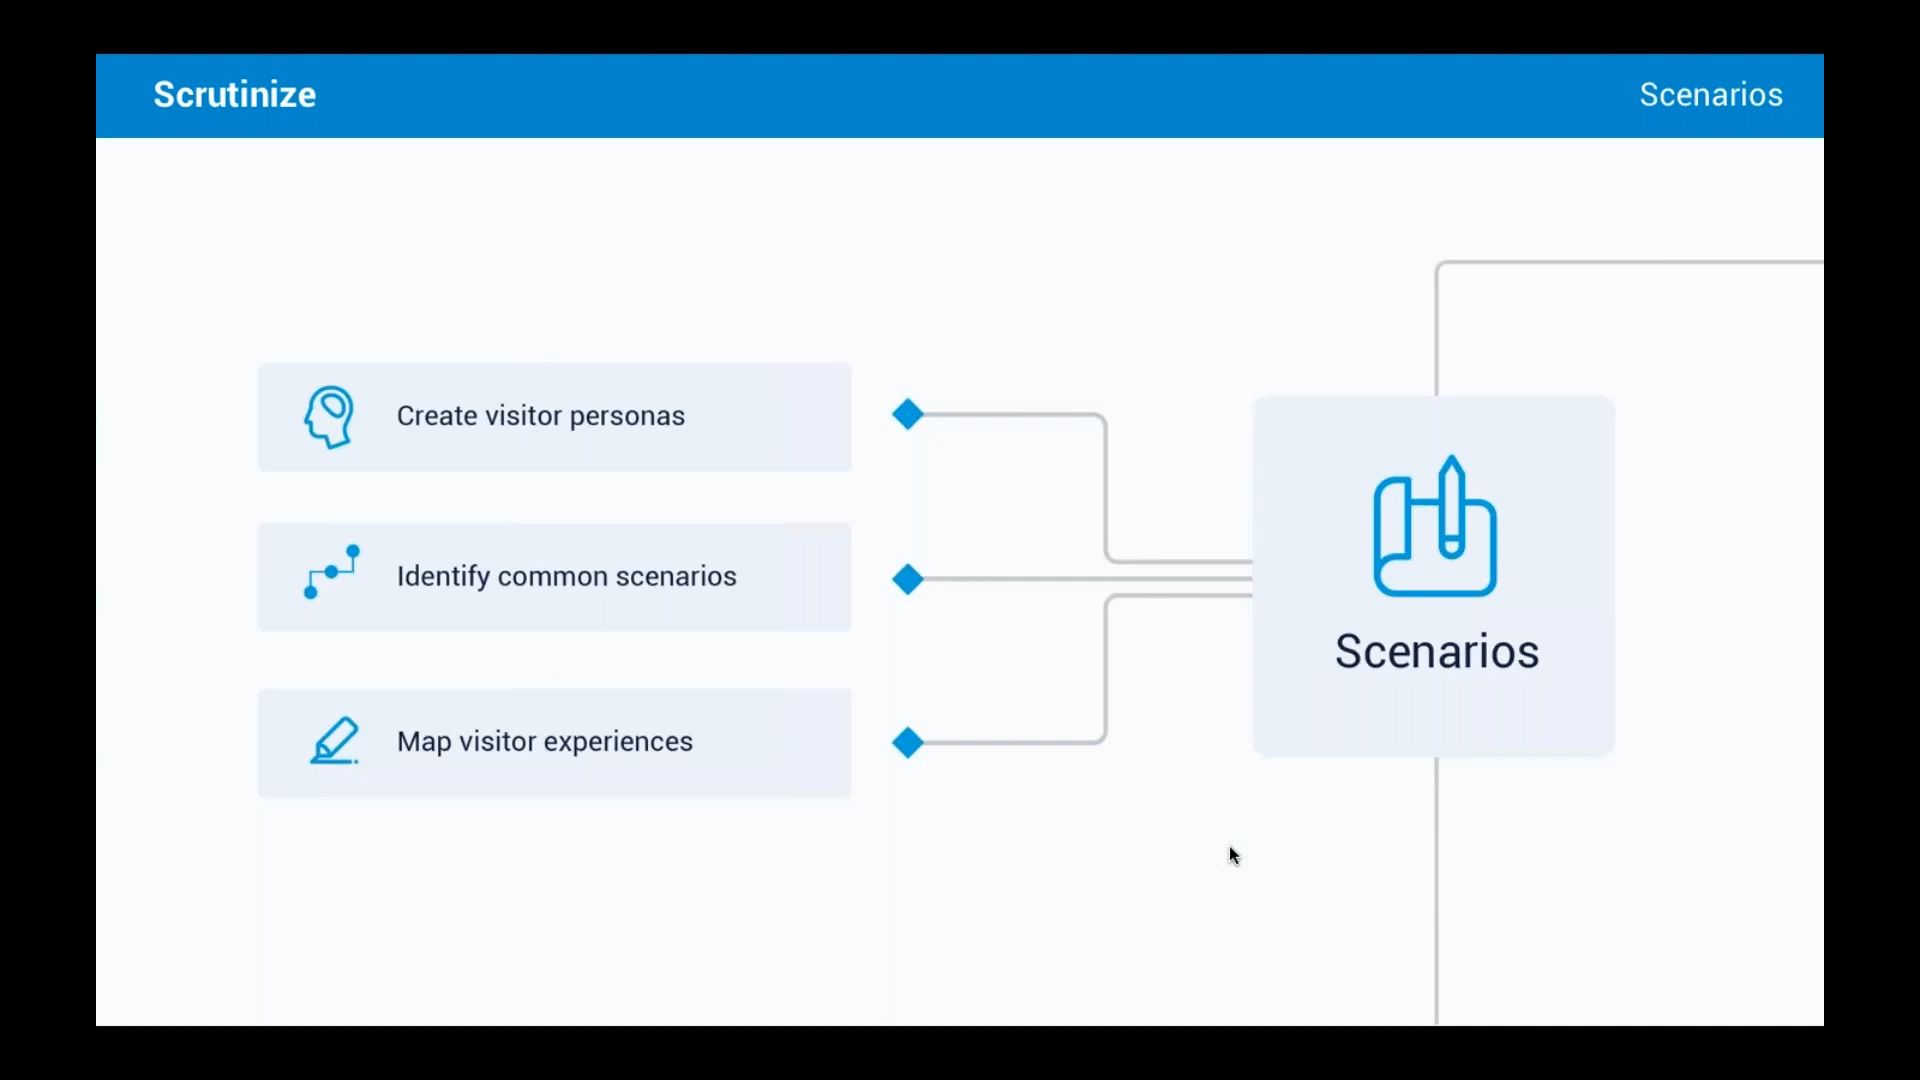 Scrutinize
Scenarios
Create visitor personas
Identify common scenarios
Map visitor experiences
Scenarios